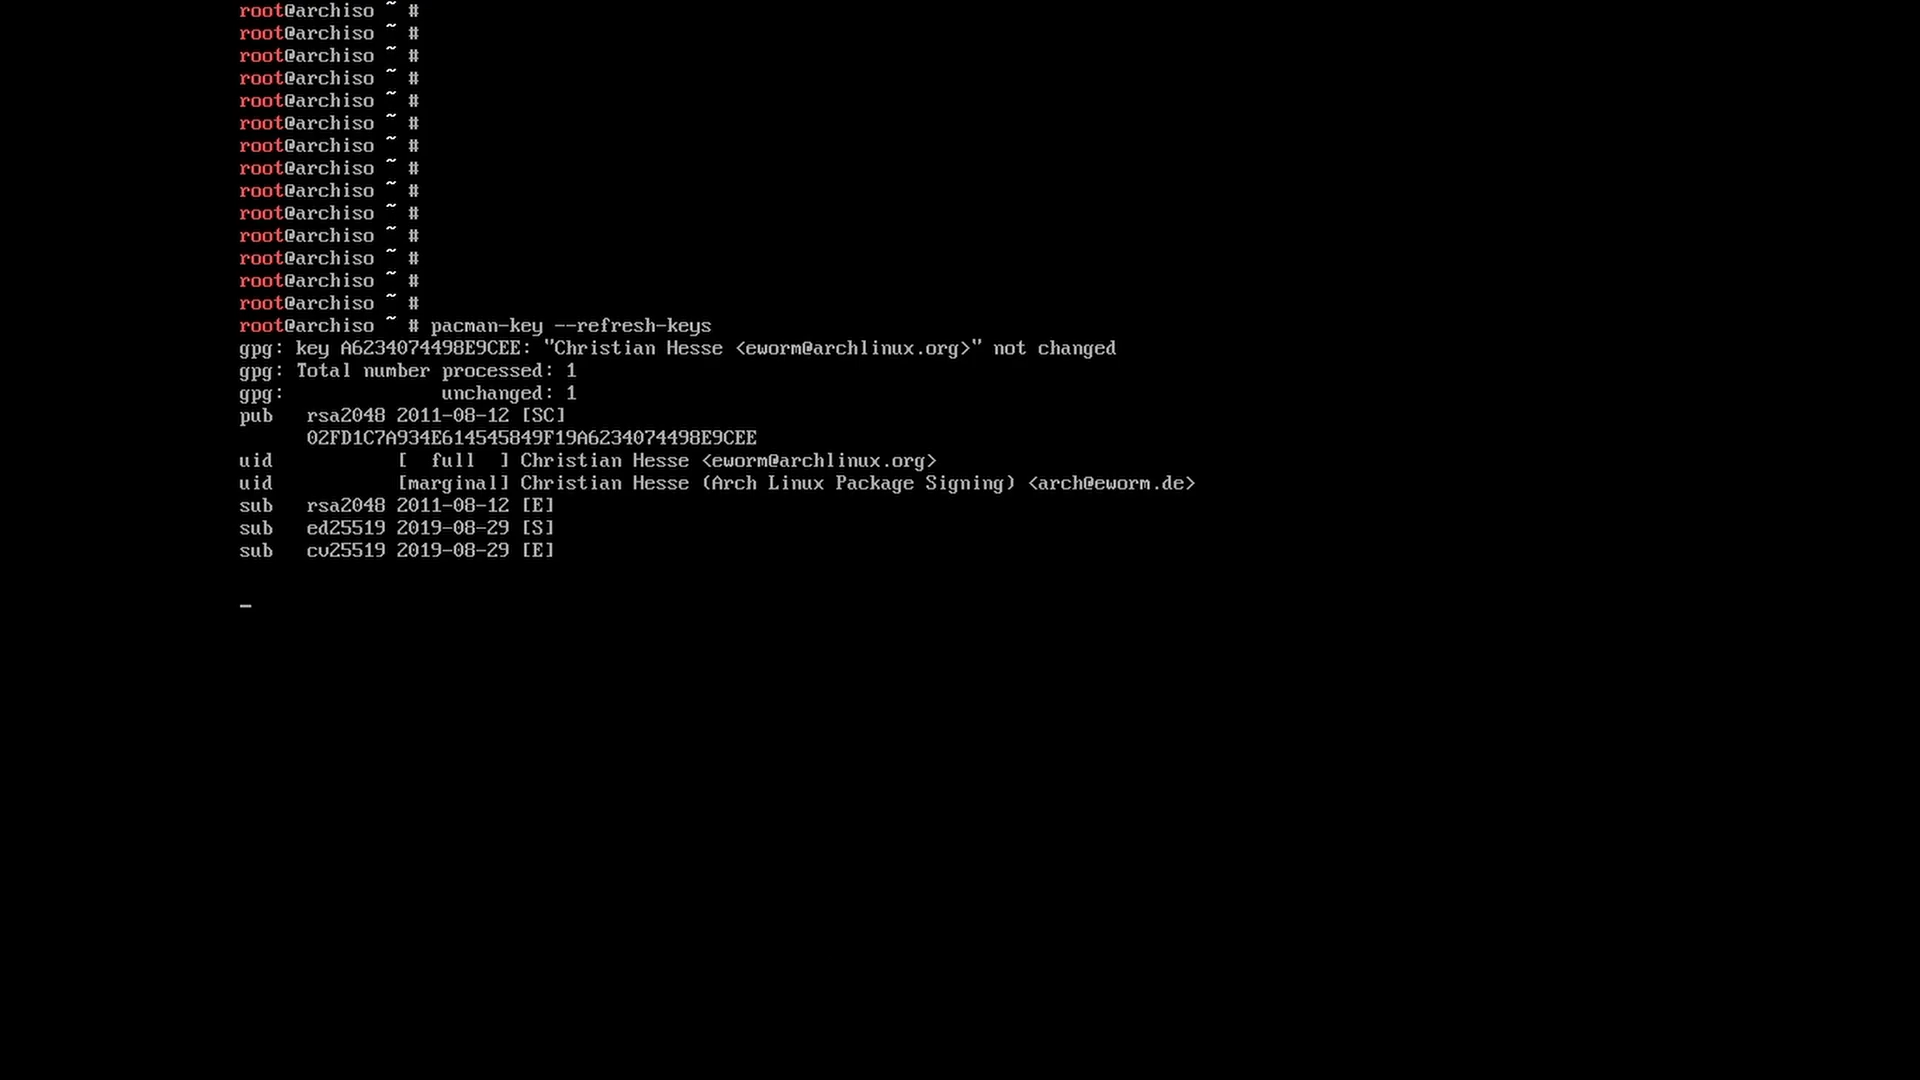 root@archiso ~ #
root@archiso ~ #
root@archiso ~ #
root@archiso ~ #
root@archiso ~ #
root@archiso ~ #
root@archiso ~ #
root@archiso ~ #
root@archiso ~ #
root@archiso ~ #
root@archiso ~ #
root@archiso ~ #
root@archiso ~ #
root@archiso ~ #
root@archiso ~ # pacman-key --refresh-keys
gpg: key A6234074498E9CEE: "Christian Hesse <eworm@archlinux.org>" not changed
gpg: Total number processed: 1
gpg:              unchanged: 1
pub   rsa2048 2011-08-12 [SC]
      02FD1C7A934E614545849F19A6234074498E9CEE
uid           [  full  ] Christian Hesse <eworm@archlinux.org>
uid           [marginal] Christian Hesse (Arch Linux Package Signing) <arch@eworm.de>
sub   rsa2048 2011-08-12 [E]
sub   ed25519 2019-08-29 [S]
sub   cv25519 2019-08-29 [E]